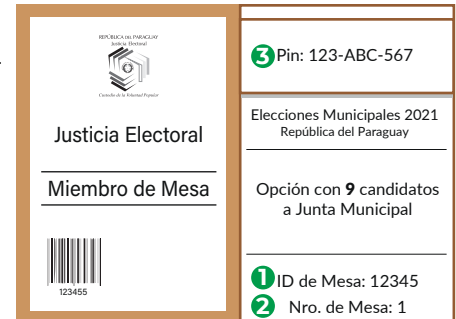 REPÚBLICA DEL PARAGUAY
Justicia Electoral
Custodio de la Voluntad Popular
Justicia Electoral
Miembro de Mesa
123455
3 Pin: 123-ABC-567
Elecciones Municipales 2021
República del Paraguay
Opción con 9 candidatos
a Junta Municipal
1 ID de Mesa: 12345
2 Nro. de Mesa: 1